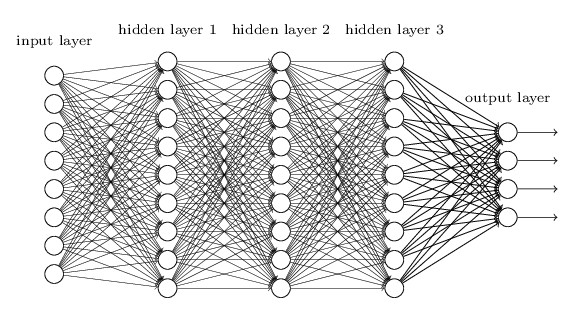 hidden layer 1 hidden layer 2 hidden layer 3
input layer
output layer